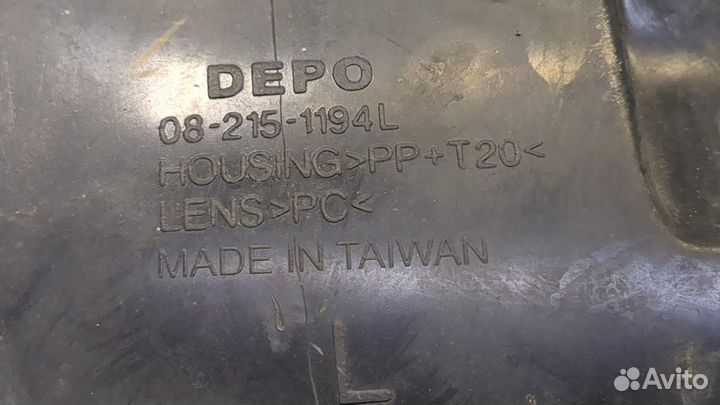 DEPO
08-215-1194L
HOUSING>PP+T20<
LENS>PC<
MADE IN TAIWAN
L
Avito